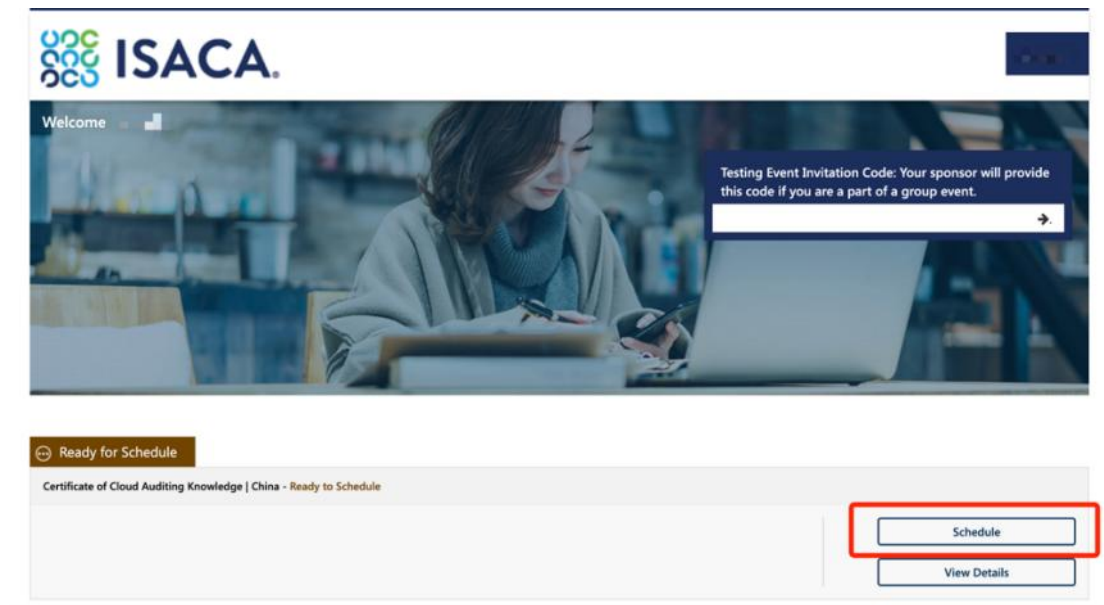 ISACA.
Welcome
Testing Event Invitation Code: Your sponsor will provide
this code if you are a part of a group event.
Ready for Schedule
Certificate of Cloud Auditing Knowledge | China - Ready to Schedule
Schedule
View Details